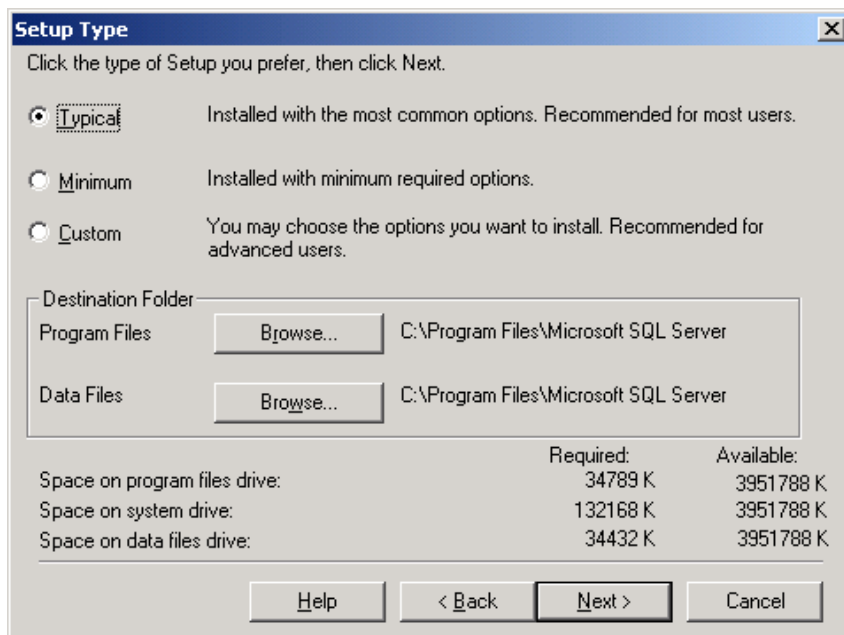 Setup Type
Click the type of Setup you prefer, then click Next.
Typical Installed with the most common options. Recommended for most users.
Minimum Installed with minimum required options.
Custom You may choose the options you want to install. Recommended for
advanced users.
Destination Folder
Program Files Browse... C:\Program Files\Microsoft SQL Server
Data Files Browse... C:\Program Files\Microsoft SQL Server
Required: Available:
Space on program files drive: 34789 K 3951788 K
Space on system drive: 132168 K 3951788 K
Space on data files drive: 34432 K 3951788 K
Help < Back Next > Cancel